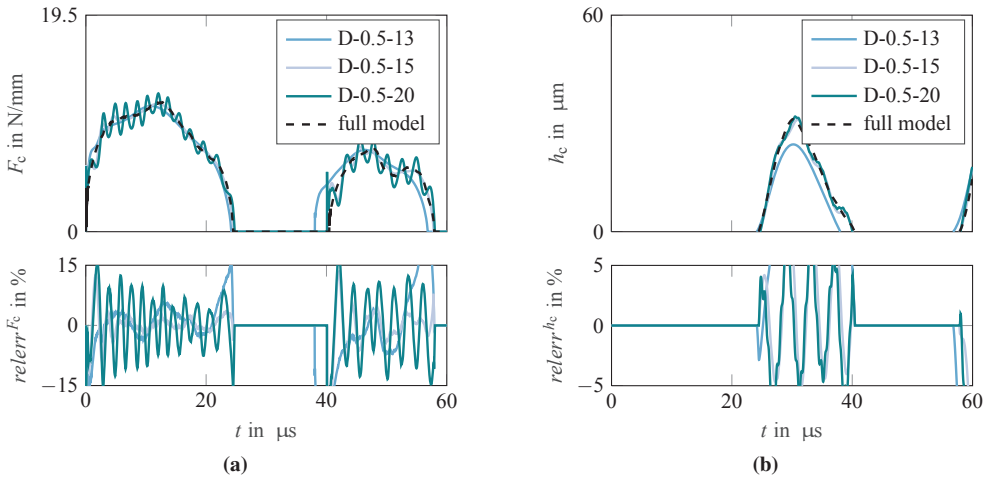 19.5
F_c in N/mm
0
D-0.5-13
D-0.5-15
D-0.5-20
full model
15
relerr^{F_c} in %
0
−15
0
20
40
60
t in μs
(a)
60
h_c in μm
0
D-0.5-13
D-0.5-15
D-0.5-20
full model
5
relerr^{h_c} in %
0
−5
0
20
40
60
t in μs
(b)